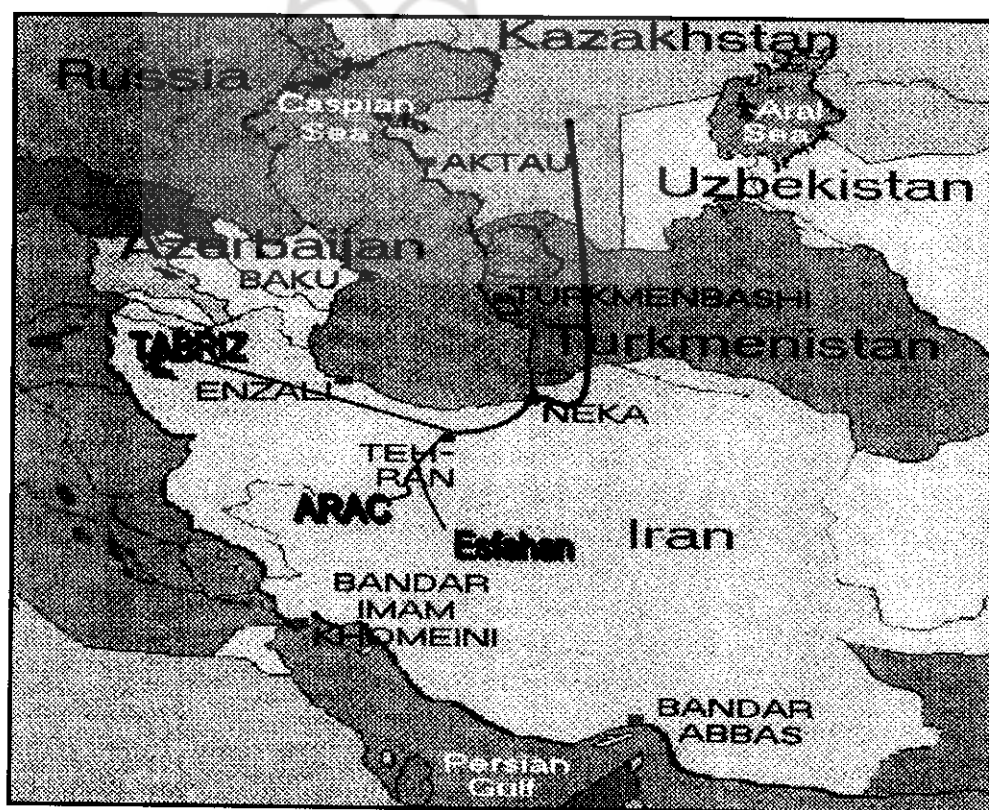 Kazakhstan
Russia
Caspian
Sea
Aral
Sea
AKTAU
Uzbekistan
Azerbaijan
BAKU
TURKMENBASHI
TABRIZ
Turkmenistan
ENZALI
NEKA
TEH-
RAN
ARAC
Esfahan
Iran
BANDAR
IMAM
KHOMEINI
BANDAR
ABBAS
Persian
Gulf